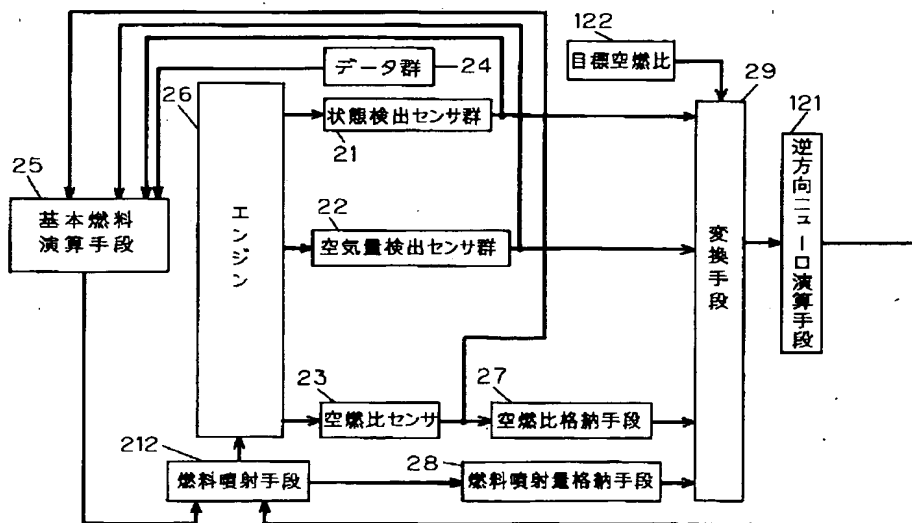 122
目標空燃比
29
データ群
24
26
状態検出センサ群
21
121
25
基本燃料
演算手段
エンジン
22
空気量検出センサ群
変換手段
逆方向ニューロ演算手段
23
空燃比センサ
27
空燃比格納手段
212
燃料噴射手段
28
燃料噴射量格納手段